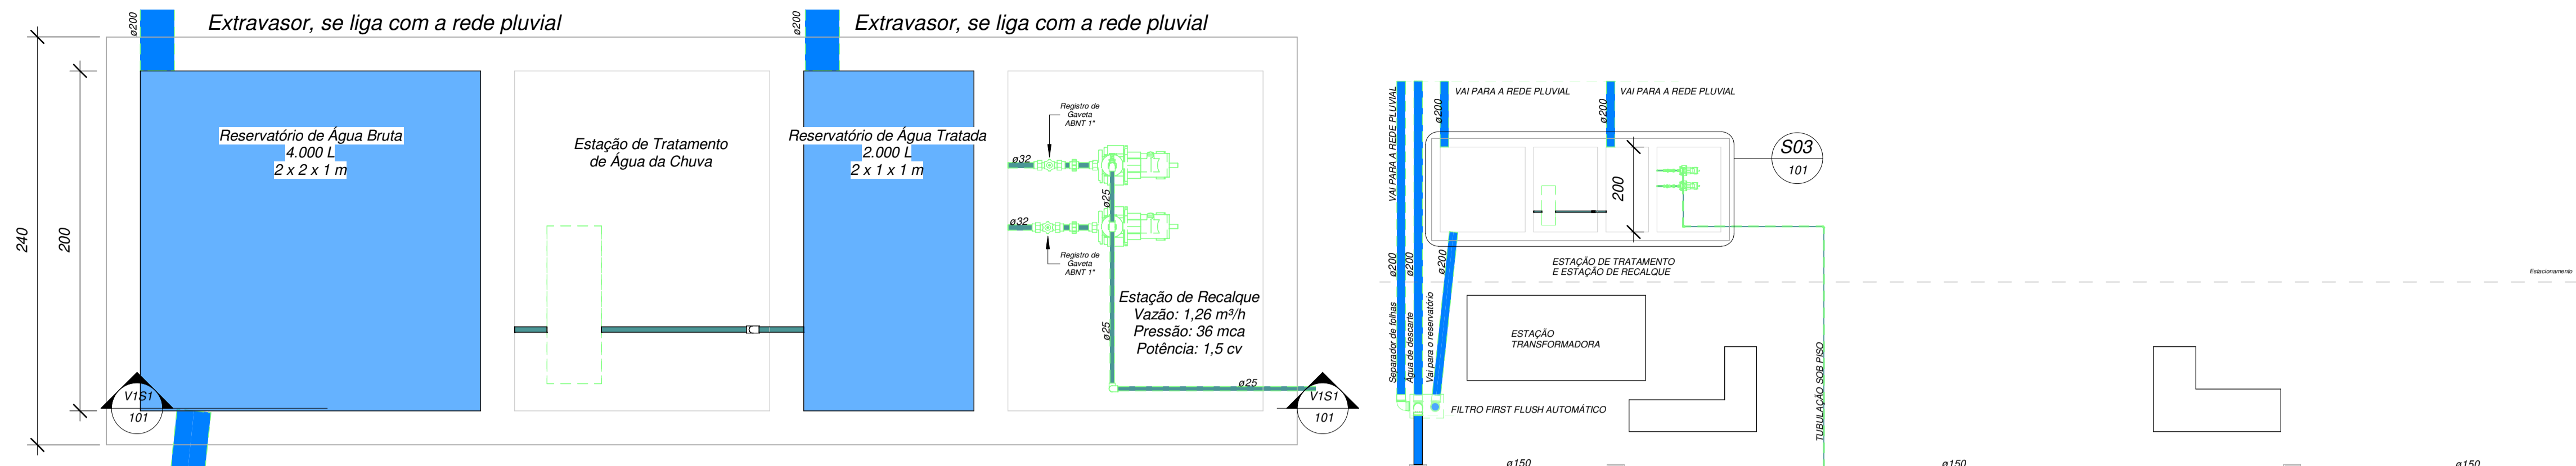 ø200
Extravasor, se liga com a rede pluvial
ø200
Extravasor, se liga com a rede pluvial
240
200
Reservatório de Água Bruta
4.000 L
2 x 2 x 1 m
Estação de Tratamento
de Água da Chuva
Reservatório de Água Tratada
2.000 L
2 x 1 x 1 m
Registro de
Gaveta
ABNT 1"
ø32
ø25
ø32
Registro de
Gaveta
ABNT 1"
Estação de Recalque
Vazão: 1,26 m³/h
Pressão: 36 mca
Potência: 1,5 cv
ø25
ø25
V1S1
101
V1S1
101
VAI PARA A REDE PLUVIAL
ø200
VAI PARA A REDE PLUVIAL
ø200
VAI PARA A REDE PLUVIAL
S03
101
200
ø200
ø200
ø200
ESTAÇÃO DE TRATAMENTO
E ESTAÇÃO DE RECALQUE
Estacionamento
Separador de folhas
Água de descarte
Vai para o reservatório
ESTAÇÃO
TRANSFORMADORA
FILTRO FIRST FLUSH AUTOMÁTICO
TUBULAÇÃO SOB PISO
ø150
ø150
ø150